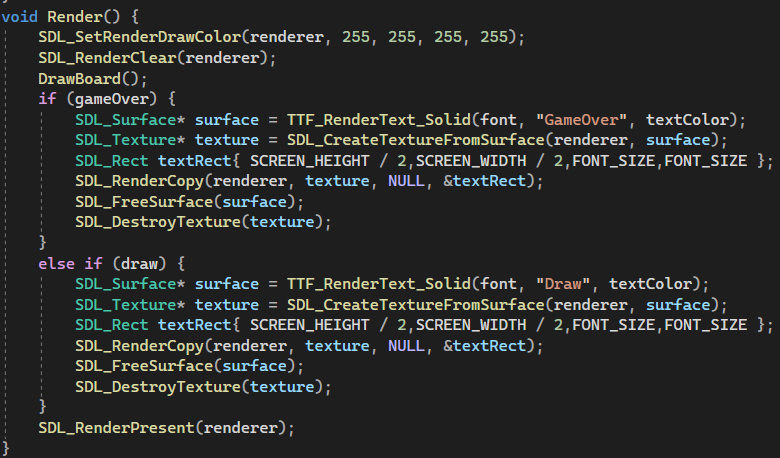 void Render() {
    SDL_SetRenderDrawColor(renderer, 255, 255, 255, 255);
    SDL_RenderClear(renderer);
    DrawBoard();
    if (gameOver) {
        SDL_Surface* surface = TTF_RenderText_Solid(font, "GameOver", textColor);
        SDL_Texture* texture = SDL_CreateTextureFromSurface(renderer, surface);
        SDL_Rect textRect{ SCREEN_HEIGHT / 2,SCREEN_WIDTH / 2,FONT_SIZE,FONT_SIZE };
        SDL_RenderCopy(renderer, texture, NULL, &textRect);
        SDL_FreeSurface(surface);
        SDL_DestroyTexture(texture);
    }
    else if (draw) {
        SDL_Surface* surface = TTF_RenderText_Solid(font, "Draw", textColor);
        SDL_Texture* texture = SDL_CreateTextureFromSurface(renderer, surface);
        SDL_Rect textRect{ SCREEN_HEIGHT / 2,SCREEN_WIDTH / 2,FONT_SIZE,FONT_SIZE };
        SDL_RenderCopy(renderer, texture, NULL, &textRect);
        SDL_FreeSurface(surface);
        SDL_DestroyTexture(texture);
    }
    SDL_RenderPresent(renderer);
}